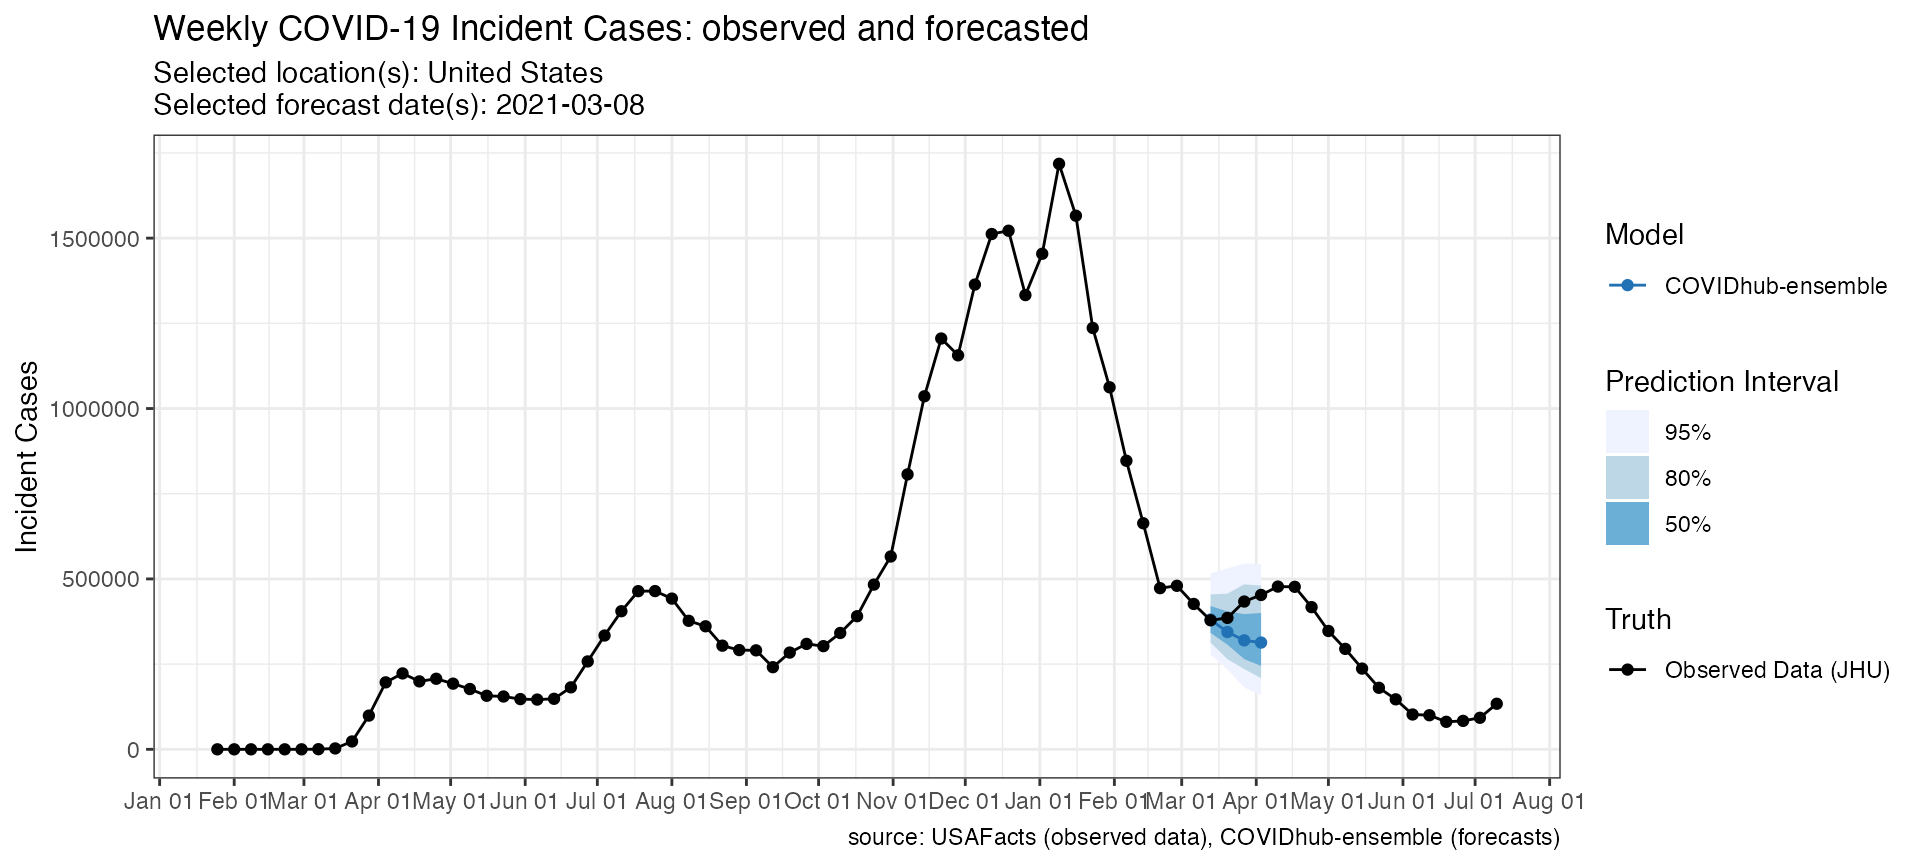 Weekly COVID-19 Incident Cases: observed and forecasted
Selected location(s): United States
Selected forecast date(s): 2021-03-08
Incident Cases
1500000
1000000
500000
0
Jan 01 Feb 01 Mar 01 Apr 01 May 01 Jun 01 Jul 01 Aug 01 Sep 01 Oct 01 Nov 01 Dec 01 Jan 01 Feb 01 Mar 01 Apr 01 May 01 Jun 01 Jul 01 Aug 01
source: USAFacts (observed data), COVIDhub-ensemble (forecasts)
Model
COVIDhub-ensemble
Prediction Interval
95%
80%
50%
Truth
Observed Data (JHU)